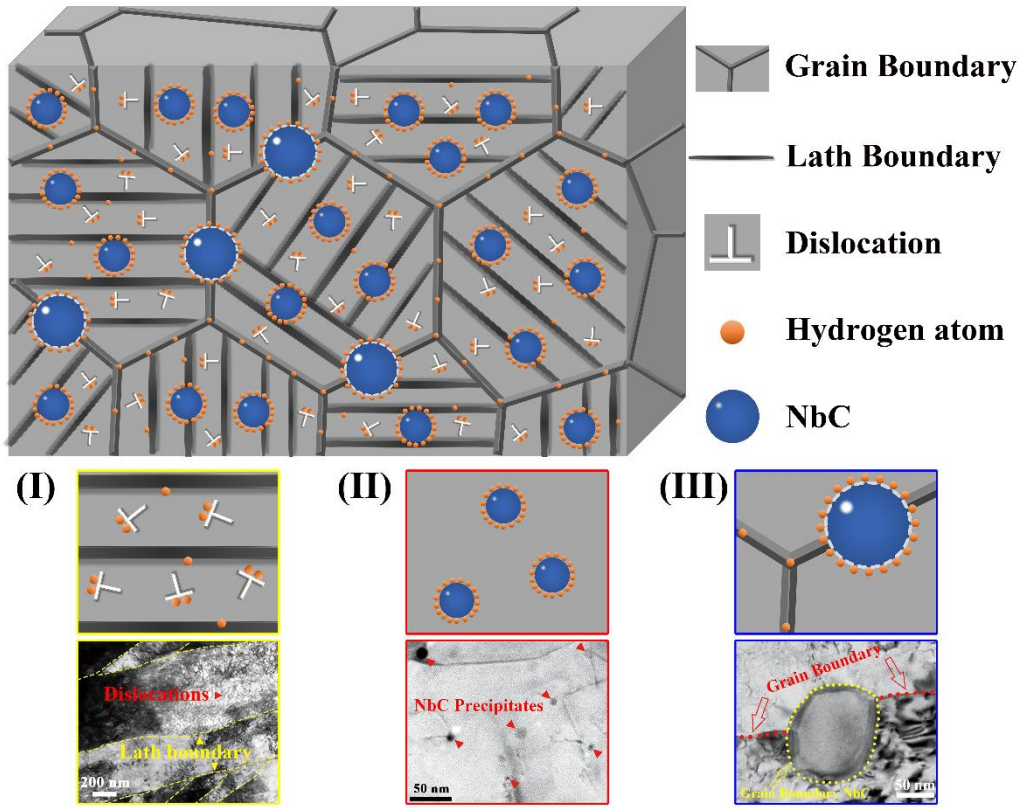 Grain Boundary
Lath Boundary
Dislocation
Hydrogen atom
NbC
(I)
(II)
(III)
Dislocations
Lath boundary
200 nm
NbC Precipitates
50 nm
Grain Boundary
Grain Boundary NbC
50 nm